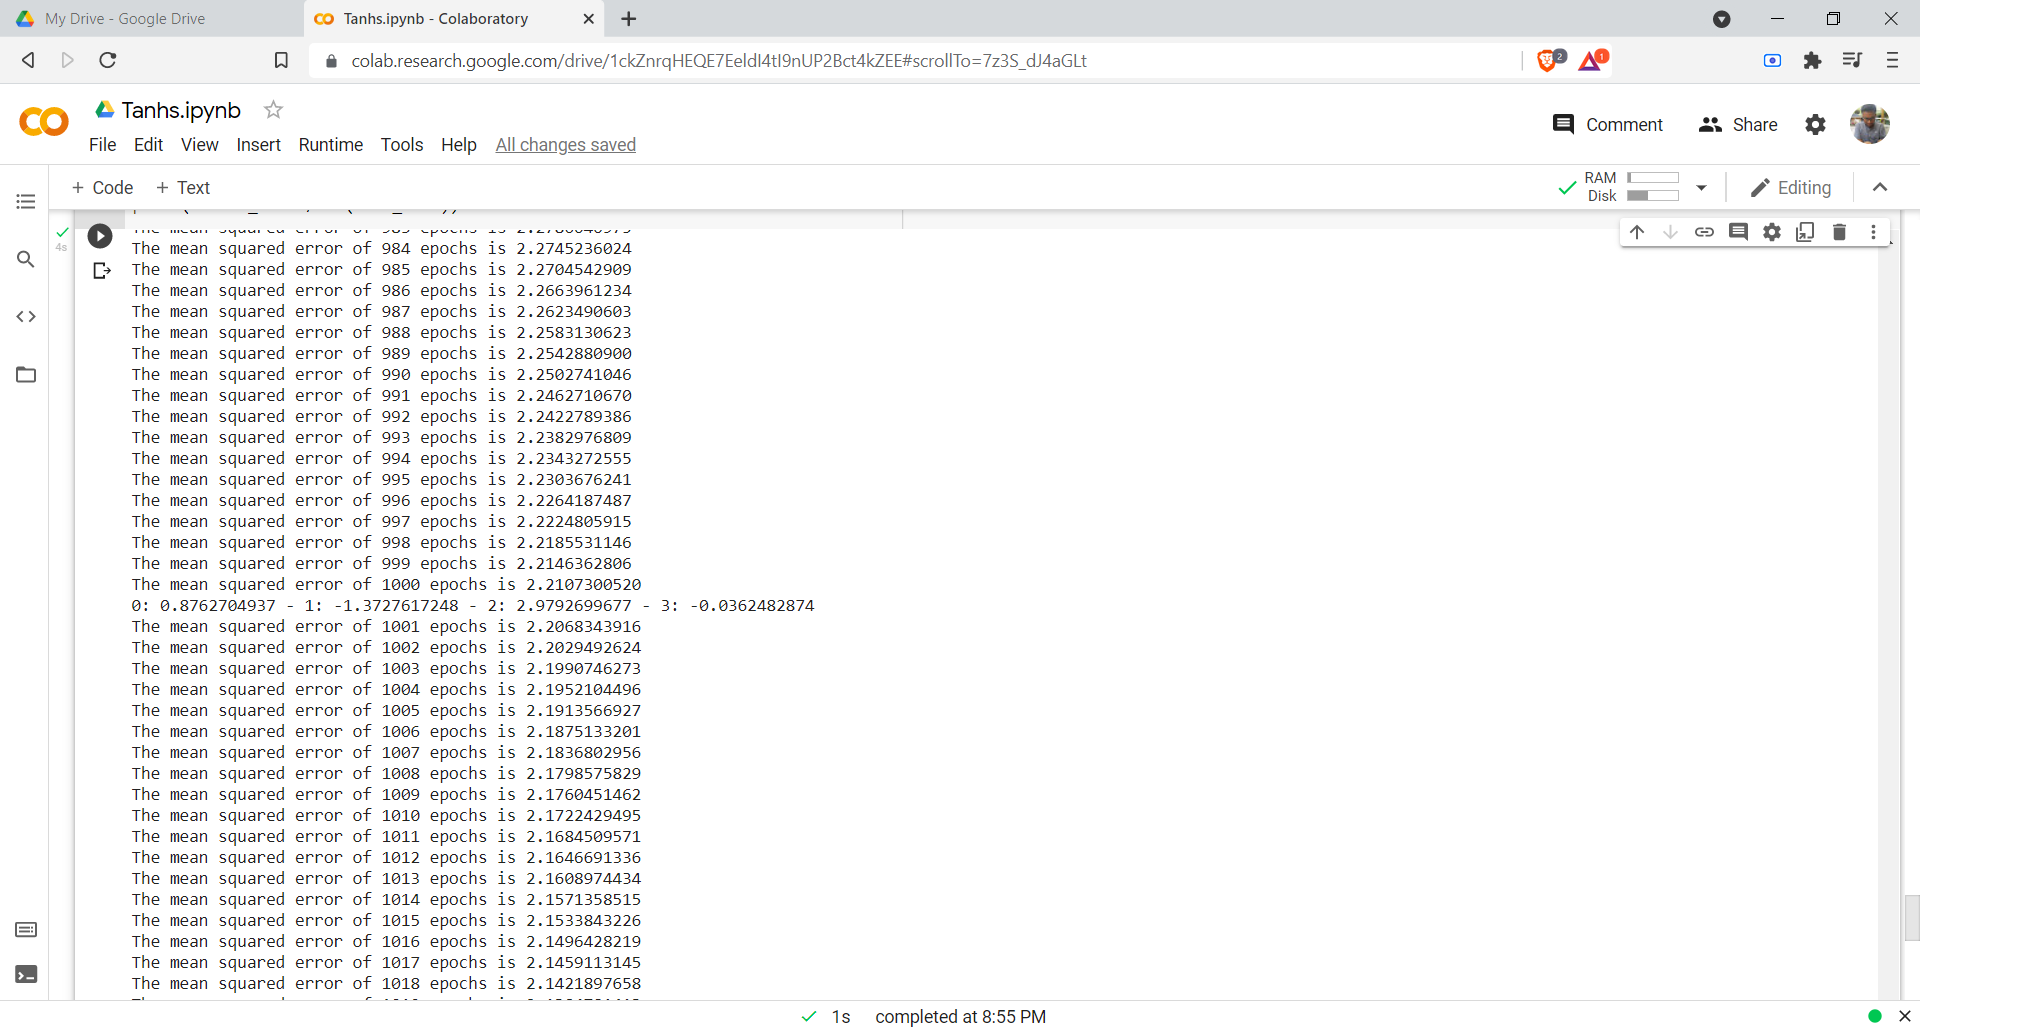 My Drive - Google Drive
Tanhs.ipynb - Colaboratory
colab.research.google.com/drive/1ckZnrqHEQE7EeldI4tI9nUP2Bct4kZEE#scrollTo=7z3S_dJ4aGLt
2
1
Tanhs.ipynb
Comment
Share
File Edit View Insert Runtime Tools Help All changes saved
+ Code + Text
RAM
Disk
Editing
4s
The mean squared error of 984 epochs is 2.2745236024
The mean squared error of 985 epochs is 2.2704542909
The mean squared error of 986 epochs is 2.2663961234
The mean squared error of 987 epochs is 2.2623490603
The mean squared error of 988 epochs is 2.2583130623
The mean squared error of 989 epochs is 2.2542880900
The mean squared error of 990 epochs is 2.2502741046
The mean squared error of 991 epochs is 2.2462710670
The mean squared error of 992 epochs is 2.2422789386
The mean squared error of 993 epochs is 2.2382976809
The mean squared error of 994 epochs is 2.2343272555
The mean squared error of 995 epochs is 2.2303676241
The mean squared error of 996 epochs is 2.2264187487
The mean squared error of 997 epochs is 2.2224805915
The mean squared error of 998 epochs is 2.2185531146
The mean squared error of 999 epochs is 2.2146362806
The mean squared error of 1000 epochs is 2.2107300520
0: 0.8762704937 - 1: -1.3727617248 - 2: 2.9792699677 - 3: -0.0362482874
The mean squared error of 1001 epochs is 2.2068343916
The mean squared error of 1002 epochs is 2.2029492624
The mean squared error of 1003 epochs is 2.1990746273
The mean squared error of 1004 epochs is 2.1952104496
The mean squared error of 1005 epochs is 2.1913566927
The mean squared error of 1006 epochs is 2.1875133201
The mean squared error of 1007 epochs is 2.1836802956
The mean squared error of 1008 epochs is 2.1798575829
The mean squared error of 1009 epochs is 2.1760451462
The mean squared error of 1010 epochs is 2.1722429495
The mean squared error of 1011 epochs is 2.1684509571
The mean squared error of 1012 epochs is 2.1646691336
The mean squared error of 1013 epochs is 2.1608974434
The mean squared error of 1014 epochs is 2.1571358515
The mean squared error of 1015 epochs is 2.1533843226
The mean squared error of 1016 epochs is 2.1496428219
The mean squared error of 1017 epochs is 2.1459113145
The mean squared error of 1018 epochs is 2.1421897658
1s completed at 8:55 PM